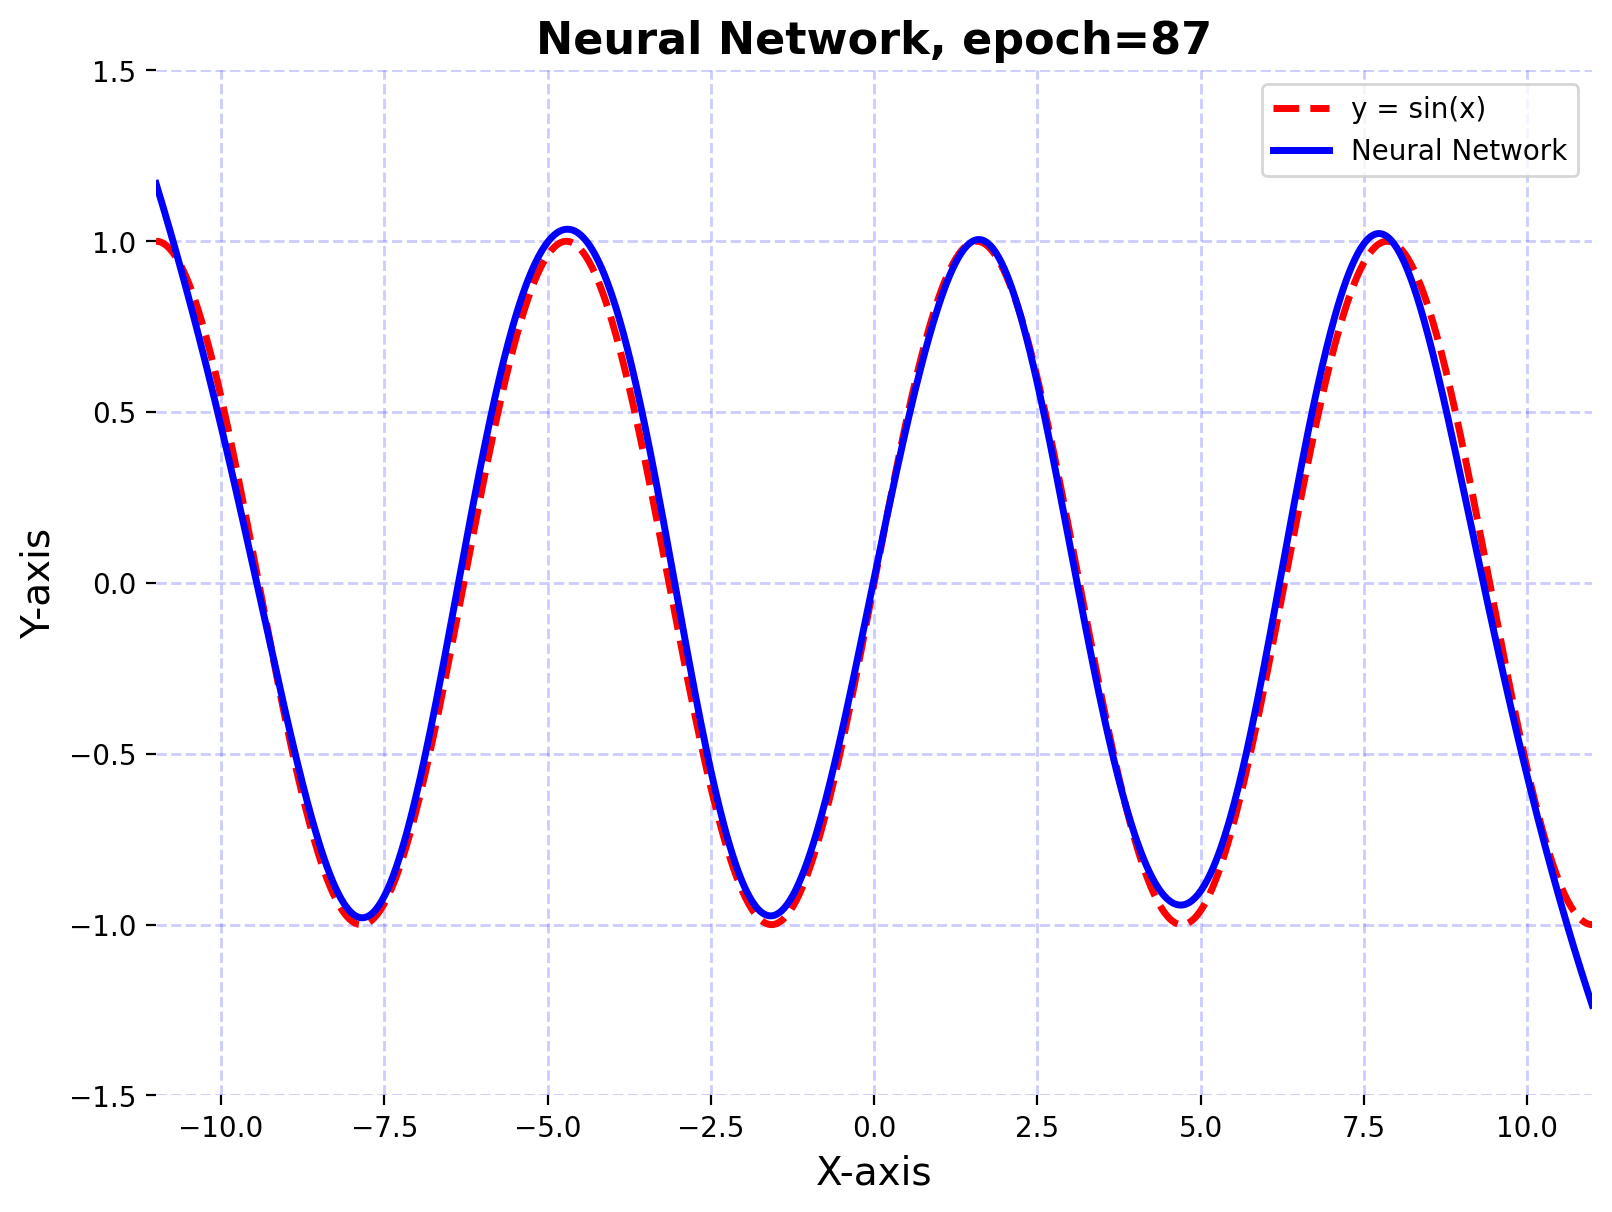 Neural Network, epoch=87
1.5
1.0
0.5
0.0
−0.5
−1.0
−1.5
Y-axis
y = sin(x)
Neural Network
−10.0 −7.5 −5.0 −2.5 0.0 2.5 5.0 7.5 10.0
X-axis